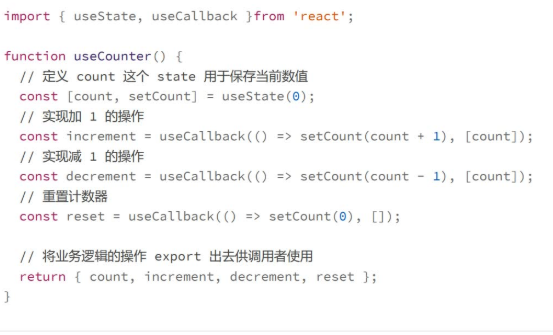 import { useState, useCallback }from 'react';
function useCounter() {
// 定义 count 这个 state 用于保存当前数值
const [count, setCount] = useState(0);
// 实现加 1 的操作
const increment = useCallback(() => setCount(count + 1), [count]);
// 实现减 1 的操作
const decrement = useCallback(() => setCount(count - 1), [count]);
// 重置计数器
const reset = useCallback(() => setCount(0), []);
// 将业务逻辑的操作 export 出去供调用者使用
return { count, increment, decrement, reset };
}